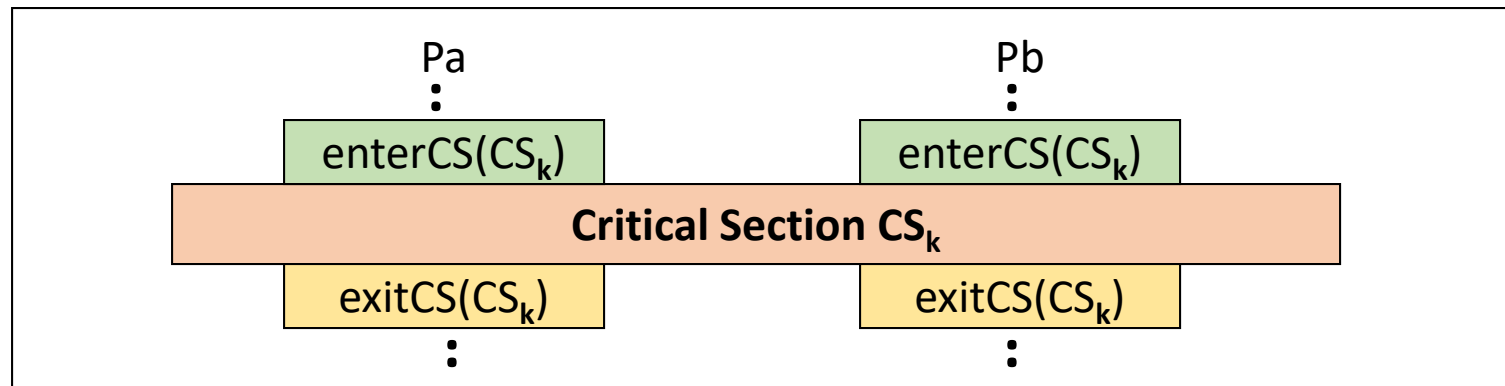 Pa Pb
: :
enterCS(CSk) enterCS(CSk)
Critical Section CSk
exitCS(CSk) exitCS(CSk)
: :